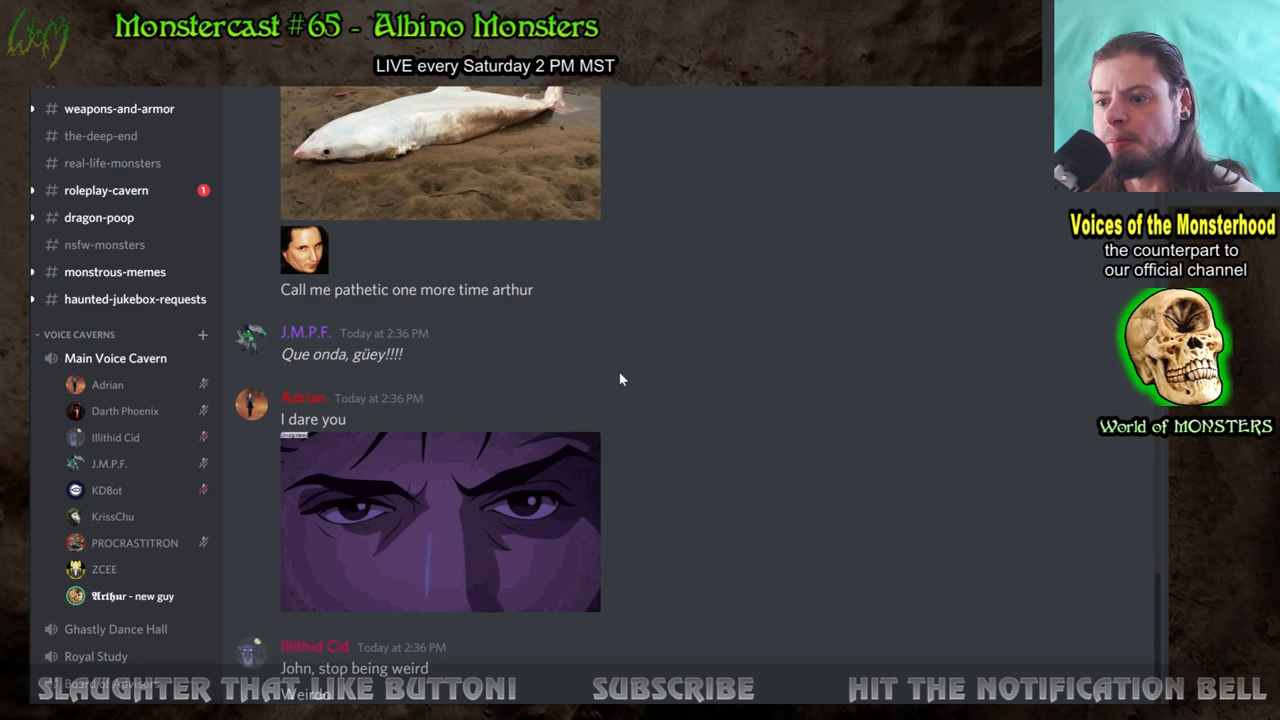 WoM
Monstercast #65 - Albino Monsters
LIVE every Saturday 2 PM MST
# weapons-and-armor
# the-deep-end
# real-life-monsters
# roleplay-cavern 1
# dragon-poop
# nsfw-monsters
# monstrous-memes
# haunted-jukebox-requests
VOICE CAVERNS +
Main Voice Cavern
Adrian
Darth Phoenix
Illithid Cid
J.M.P.F.
KDBot
KrissChu
PROCRASTITRON
ZCEE
Arthur - new guy
Ghastly Dance Hall
Royal Study
Board of Advisors
Call me pathetic one more time arthur
J.M.P.F. Today at 2:36 PM
Que onda, güey!!!!
Adrian Today at 2:36 PM
I dare you
Illithid Cid Today at 2:36 PM
John, stop being weird
Weirdo
Voices of the Monsterhood
the counterpart to
our official channel
World of MONSTERS
SLAUGHTER THAT LIKE BUTTON! SUBSCRIBE HIT THE NOTIFICATION BELL